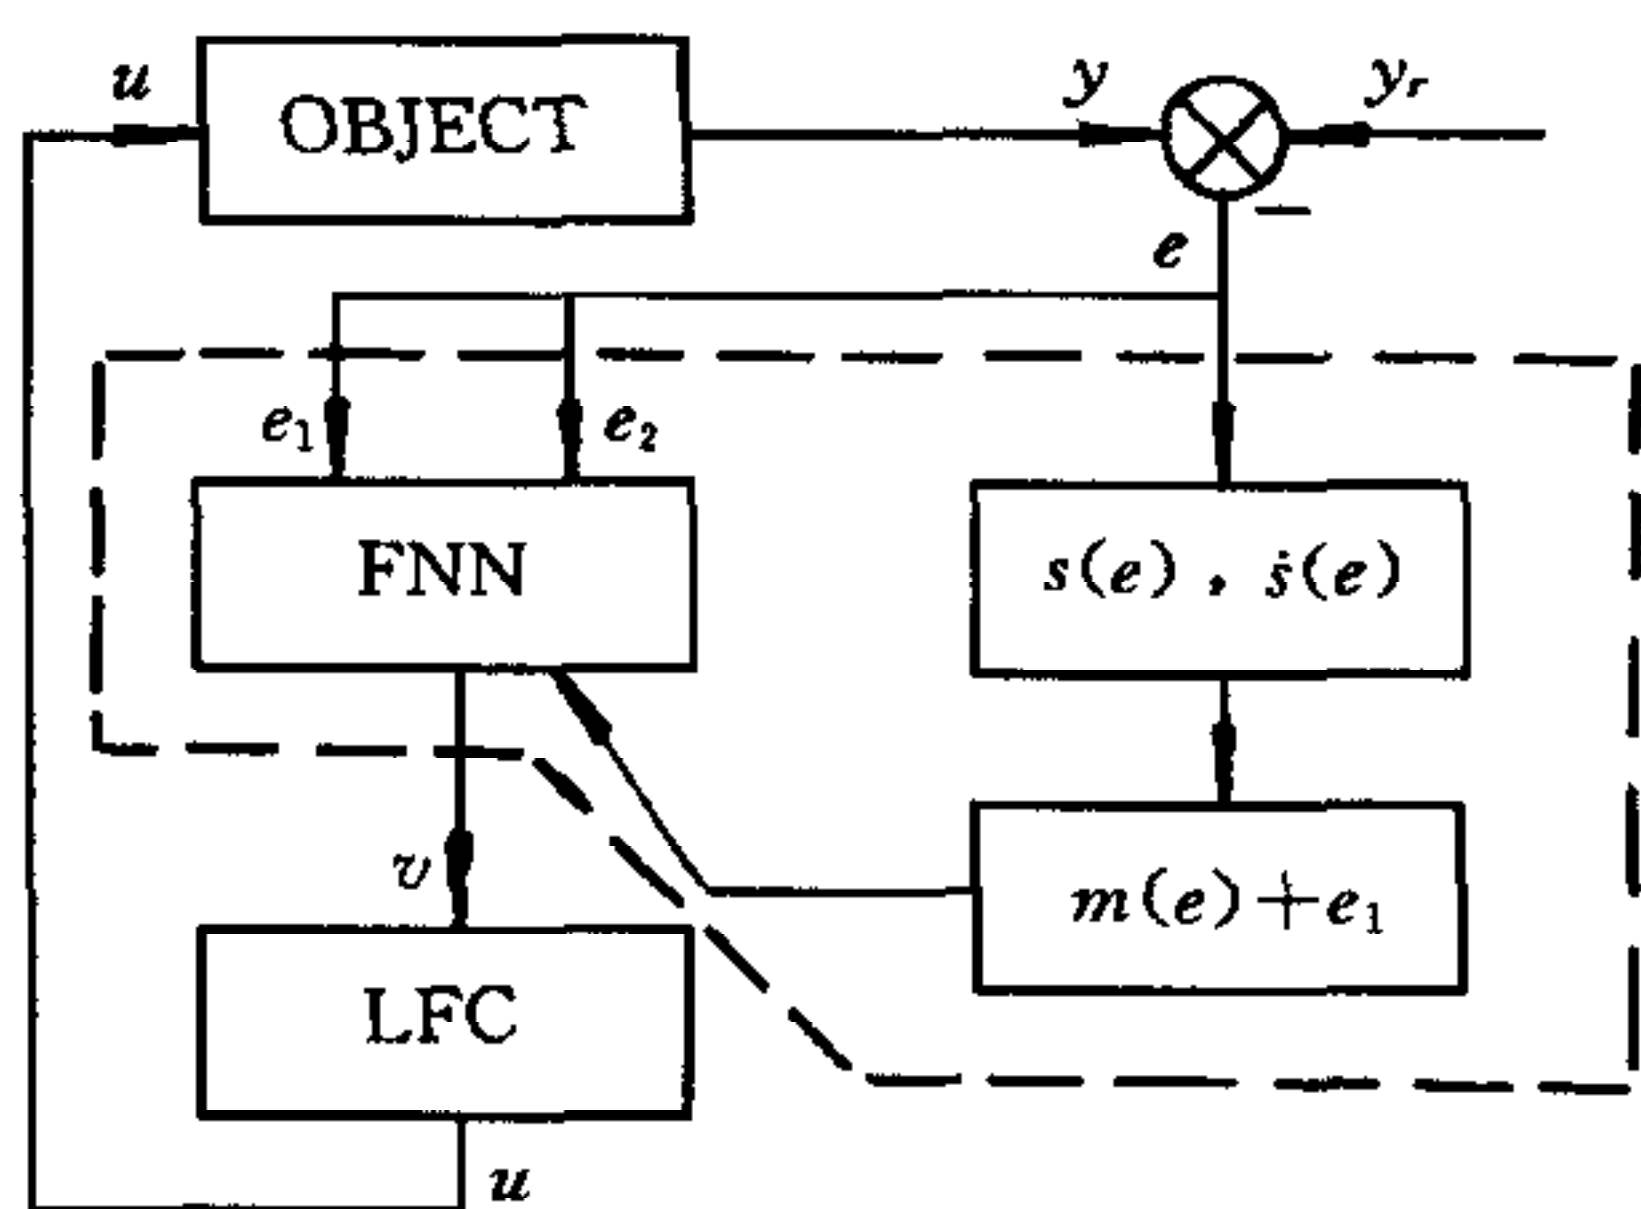 u
OBJECT
y
yᵣ
−
e
e₁
e₂
FNN
s(e), ṡ(e)
v
m(e)+e₁
LFC
u